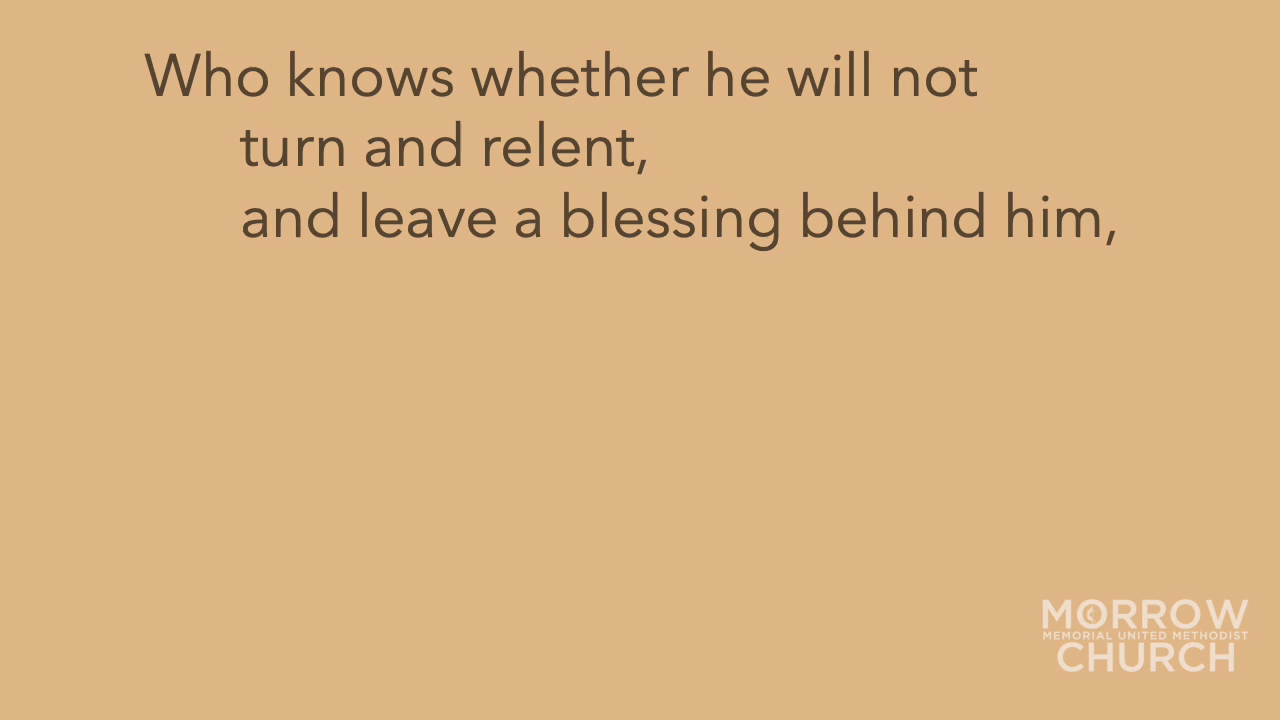 Who knows whether he will not
turn and relent,
and leave a blessing behind him,
MORROW
MEMORIAL UNITED METHODIST
CHURCH